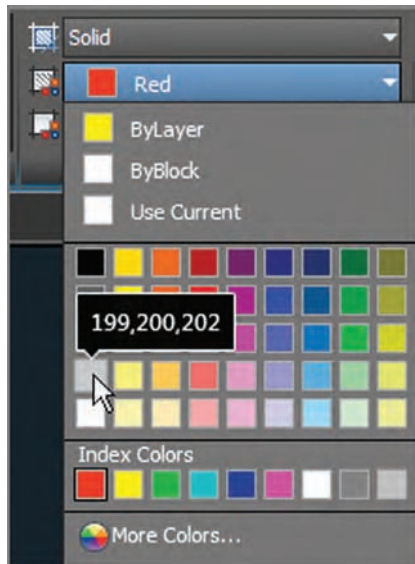 Solid
Red
ByLayer
ByBlock
Use Current
199,200,202
Index Colors
More Colors...